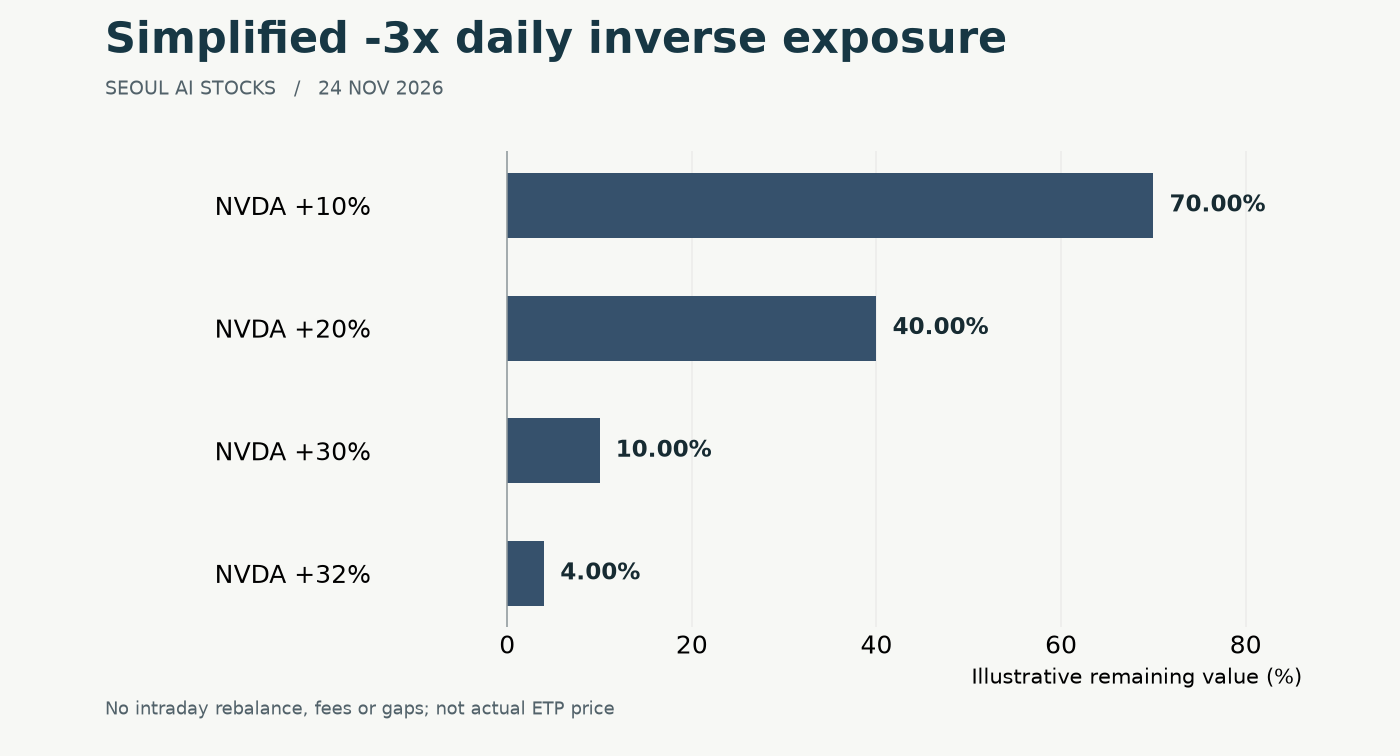 Simplified -3x daily inverse exposure
SEOUL AI STOCKS / 24 NOV 2026
NVDA +10%
70.00%
NVDA +20%
40.00%
NVDA +30%
10.00%
NVDA +32%
4.00%
0 20 40 60 80
Illustrative remaining value (%)
No intraday rebalance, fees or gaps; not actual ETP price